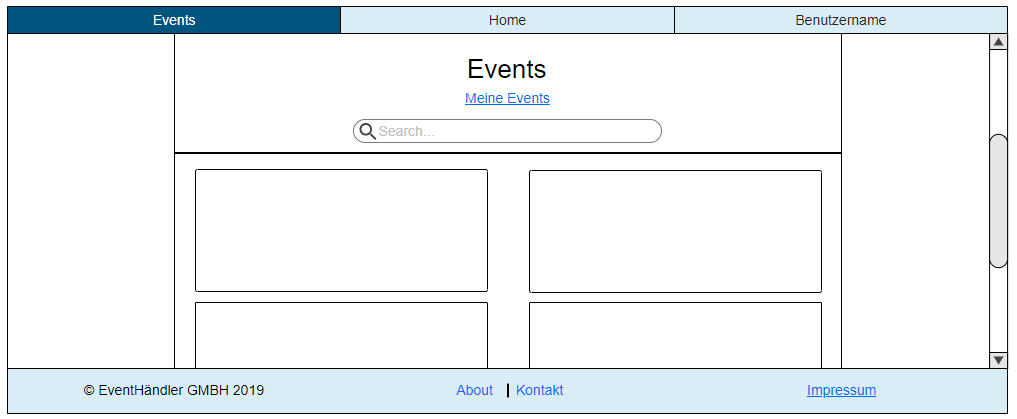 Events Home Benutzername
Events
Meine Events
Search...
© EventHändler GMBH 2019 About | Kontakt Impressum